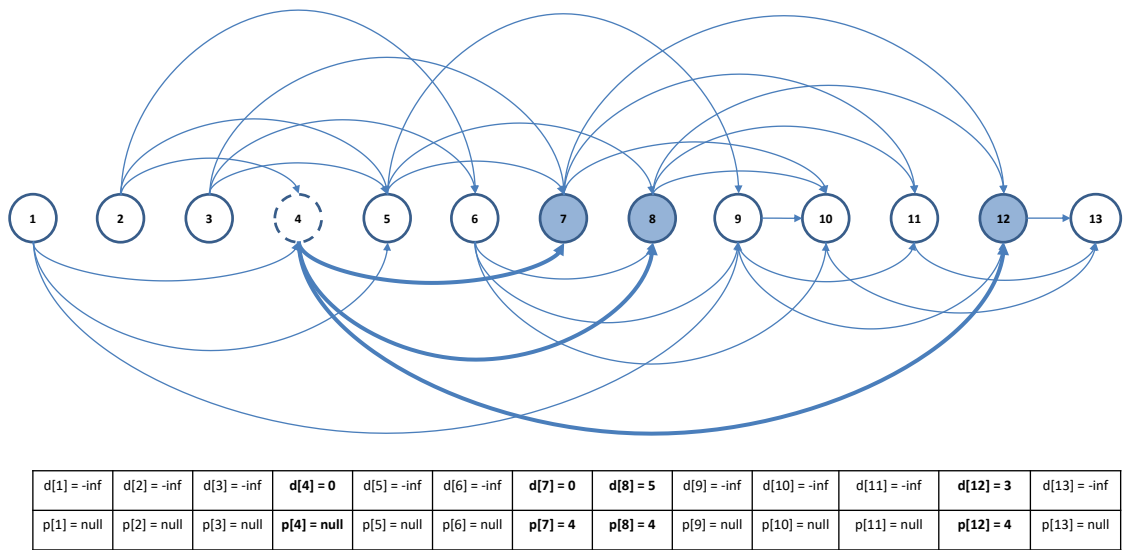 1 2 3 4 5 6 7 8 9 10 11 12 13
d[1] = -inf d[2] = -inf d[3] = -inf d[4] = 0 d[5] = -inf d[6] = -inf d[7] = 0 d[8] = 5 d[9] = -inf d[10] = -inf d[11] = -inf d[12] = 3 d[13] = -inf
p[1] = null p[2] = null p[3] = null p[4] = null p[5] = null p[6] = null p[7] = 4 p[8] = 4 p[9] = null p[10] = null p[11] = null p[12] = 4 p[13] = null